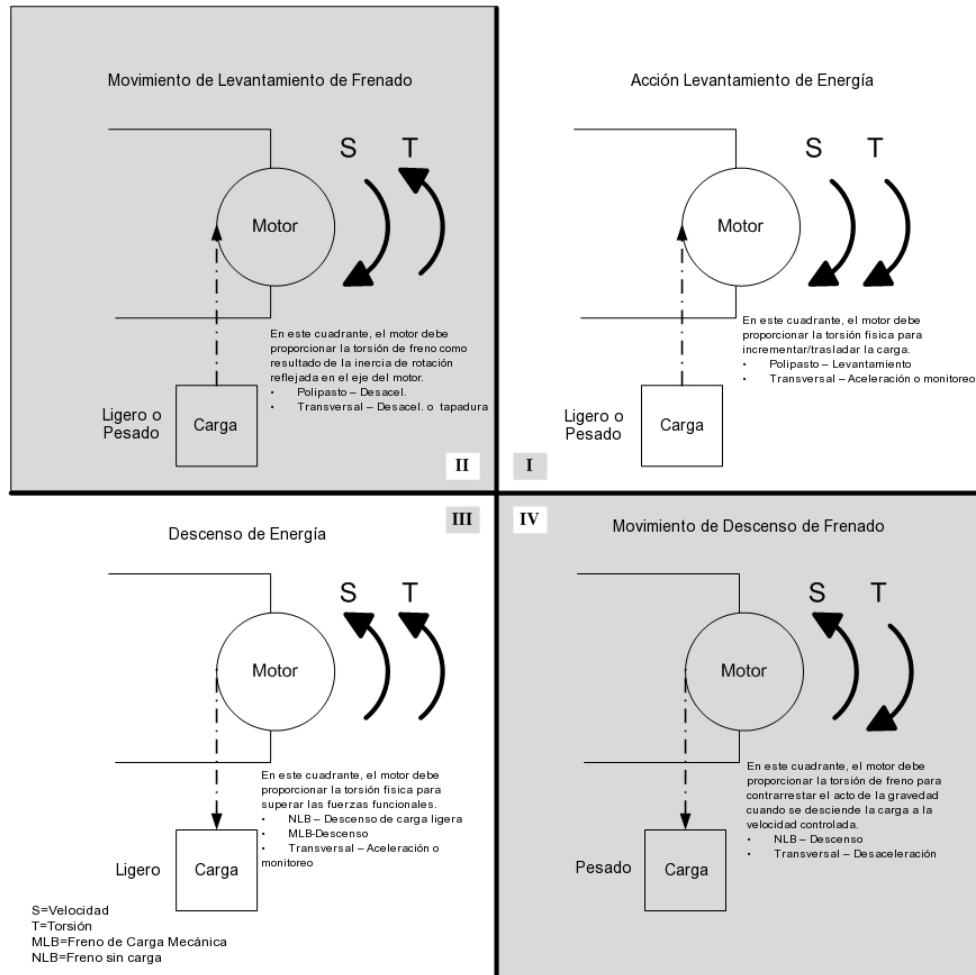 Movimiento de Levantamiento de Frenado
S T
Motor
En este cuadrante, el motor debe
proporcionar la torsión de freno como
resultado de la inercia de rotación
reflejada en el eje del motor.
• Polipasto – Desacel.
• Transversal – Desacel. o tapadura
Ligero o
Pesado
Carga
II
Acción Levantamiento de Energía
S T
Motor
En este cuadrante, el motor debe
proporcionar la torsión fisica para
incrementar/trasladar la carga.
• Polipasto – Levantamiento
• Transversal – Aceleración o monitoreo
Ligero o
Pesado
Carga
I
III
Descenso de Energía
S T
Motor
En este cuadrante, el motor debe
proporcionar la torsión física para
superar las fuerzas funcionales.
• NLB – Descenso de carga ligera
• MLB-Descenso
• Transversal – Aceleración o
monitoreo
Ligero
Carga
S=Velocidad
T=Torsión
MLB=Freno de Carga Mecánica
NLB=Freno sin carga
IV
Movimiento de Descenso de Frenado
S T
Motor
En este cuadrante, el motor debe
proporcionar la torsión de freno para
contrarrestar el acto de la gravedad
cuando se desciende la carga a la
velocidad controlada.
• NLB – Descenso
• Transversal – Desaceleración
Pesado
Carga